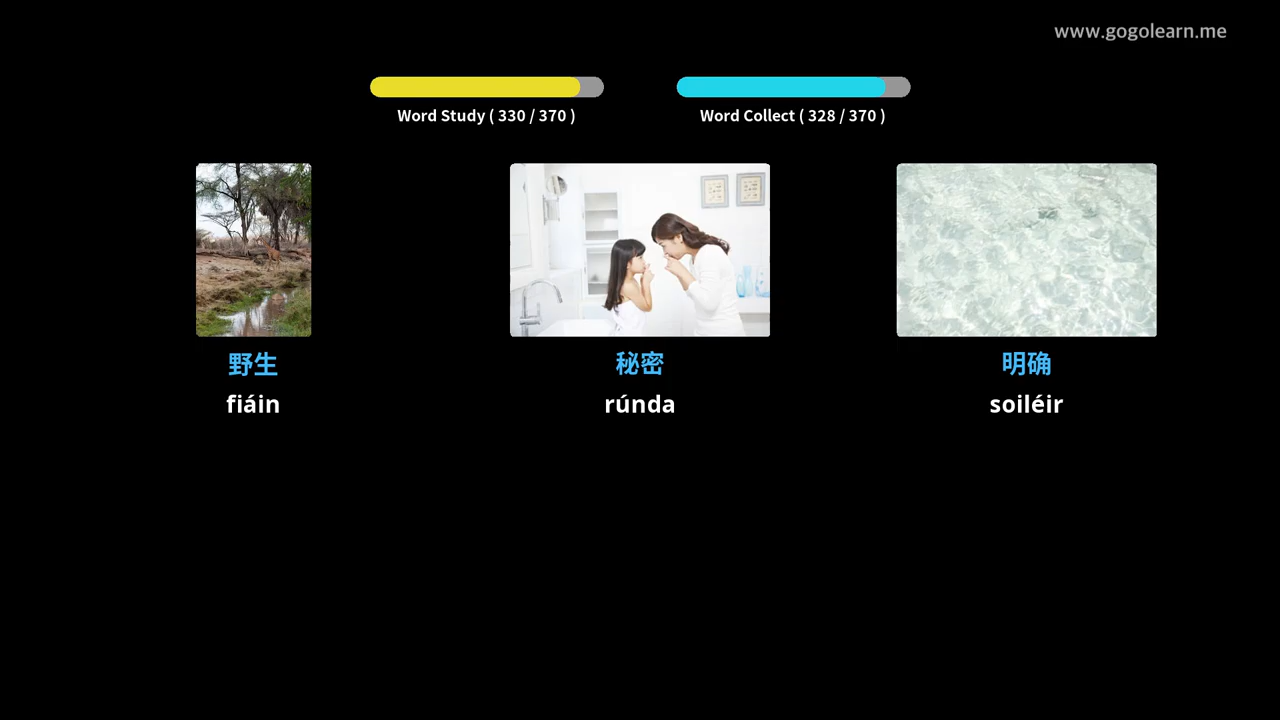 www.gogolearn.me
Word Study ( 330 / 370 )
Word Collect ( 328 / 370 )
野生
fiáin
秘密
rúnda
明确
soiléir